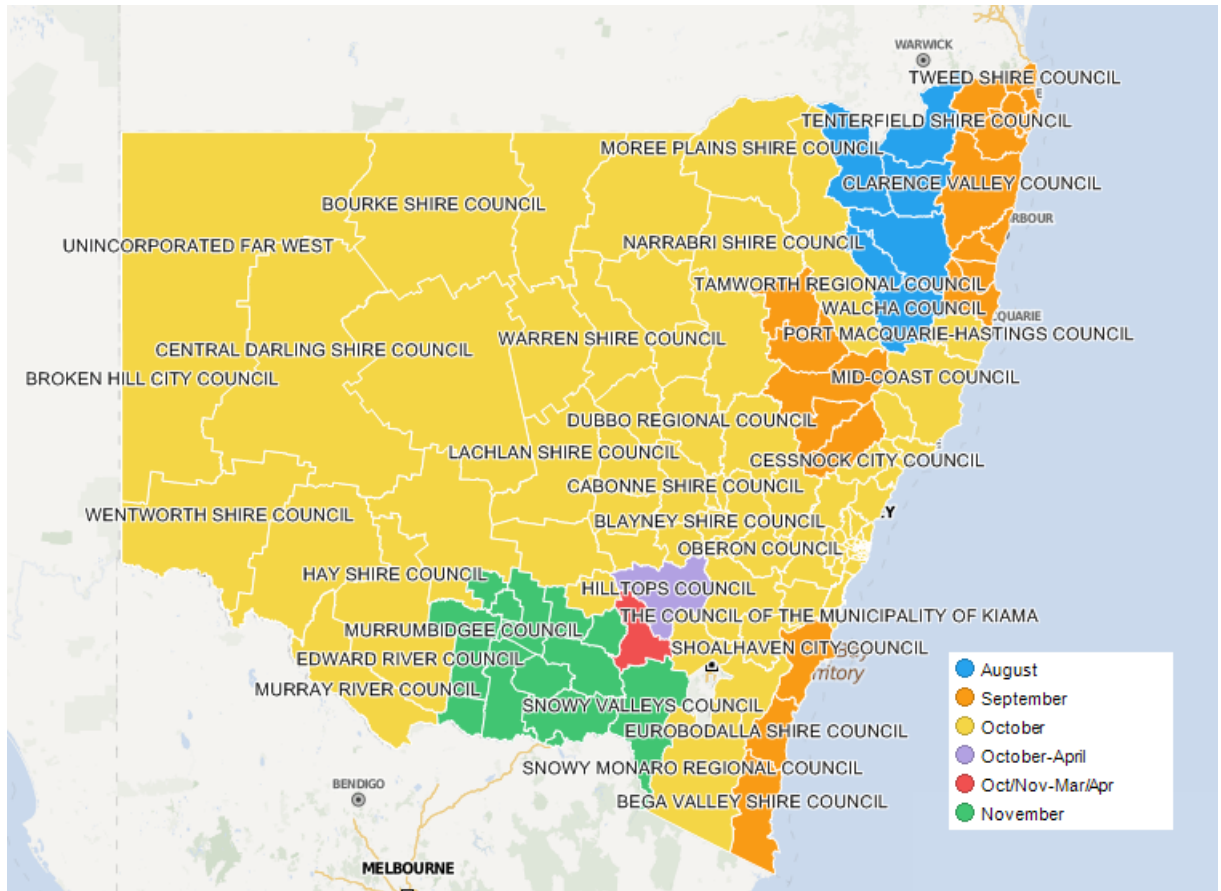 WARWICK
TWEED SHIRE COUNCIL
E
TENTERFIELD SHIRE COUNCIL
MOREE PLAINS SHIRE COUNCIL
CLARENCE VALLEY COUNCIL
BOURKE SHIRE COUNCIL
RBOUR
UNINCORPORATED FAR WEST
NARRABRI SHIRE COUNCIL
TAMWORTH REGIONAL COUNCIL
WALCHA COUNCIL
CQUARIE
PORT MACQUARIE-HASTINGS COUNCIL
WARREN SHIRE COUNCIL
CENTRAL DARLING SHIRE COUNCIL
BROKEN HILL CITY COUNCIL
MID-COAST COUNCIL
DUBBO REGIONAL COUNCIL
LACHLAN SHIRE COUNCIL
CESSNOCK CITY COUNCIL
CABONNE SHIRE COUNCIL
WENTWORTH SHIRE COUNCIL
BLAYNEY SHIRE COUNCIL
EY
OBERON COUNCIL
HAY SHIRE COUNCIL
HILLTOPS COUNCIL
THE COUNCIL OF THE MUNICIPALITY OF KIAMA
MURRUMBIDGEE COUNCIL
SHOALHAVEN CITY COUNCIL
EDWARD RIVER COUNCIL
Bay
rritory
MURRAY RIVER COUNCIL
SNOWY VALLEYS COUNCIL
EUROBODALLA SHIRE COUNCIL
SNOWY MONARO REGIONAL COUNCIL
BENDIGO
BEGA VALLEY SHIRE COUNCIL
MELBOURNE
August
September
October
October-April
Oct/Nov-Mar/Apr
November